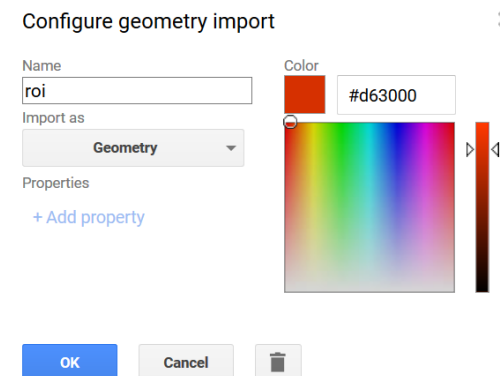 Configure geometry import
Name
Color
roi
#d63000
Import as
Geometry
Properties
+ Add property
OK
Cancel